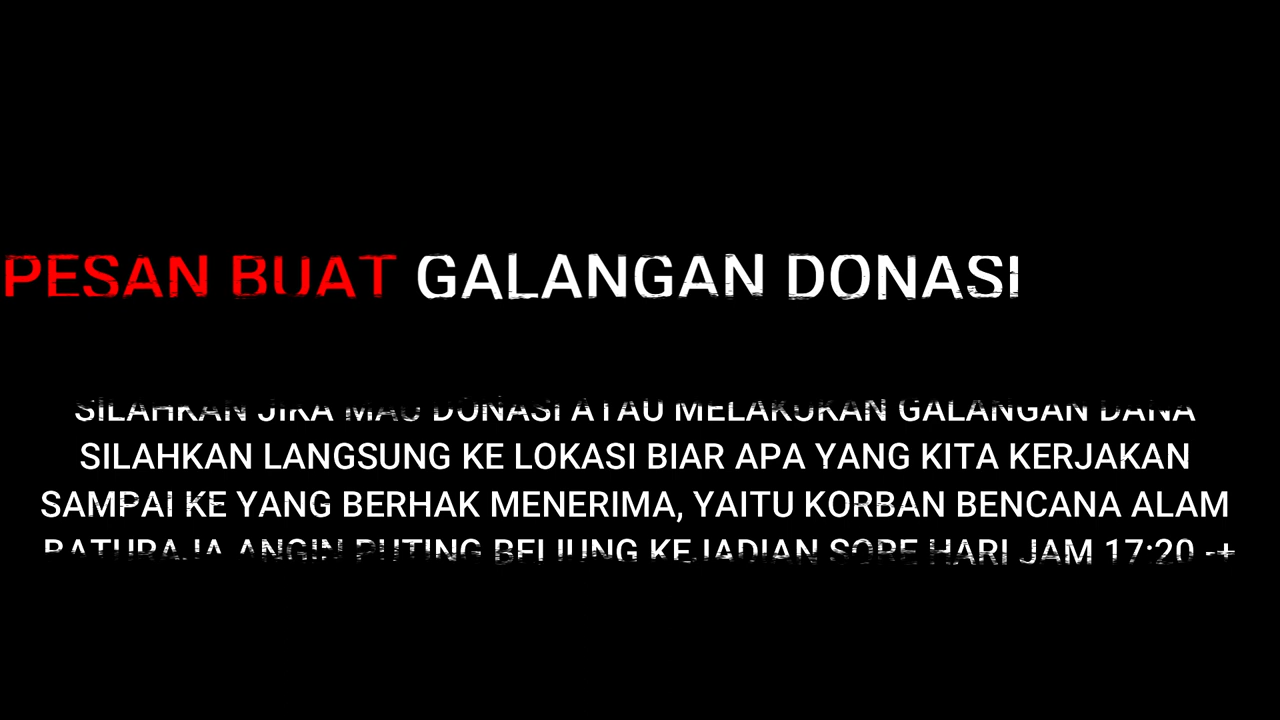 PESAN BUAT GALANGAN DONASI
SILAHKAN JIKA MAU DONASI ATAU MELAKUKAN GALANGAN DANA
SILAHKAN LANGSUNG KE LOKASI BIAR APA YANG KITA KERJAKAN
SAMPAI KE YANG BERHAK MENERIMA, YAITU KORBAN BENCANA ALAM
BATURAJA ANGIN PUTING BELIUNG KEJADIAN SORE HARI JAM 17:20 -+